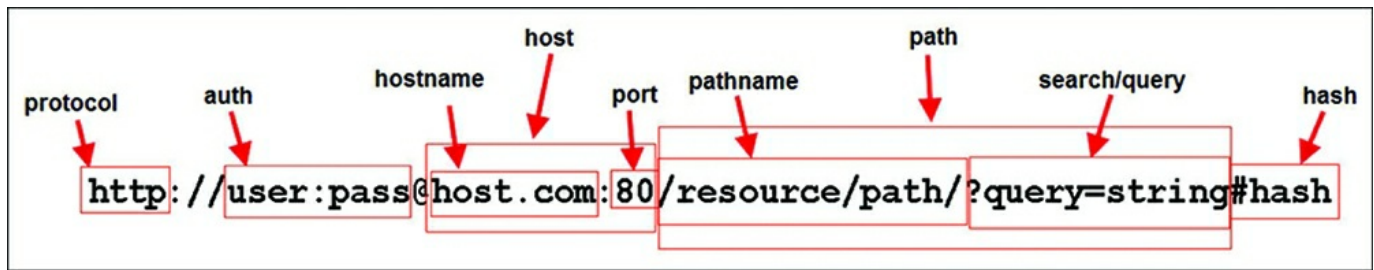 host
path
hostname
pathname
search/query
protocol
auth
port
hash
http://user:pass@host.com:80/resource/path/?query=string#hash